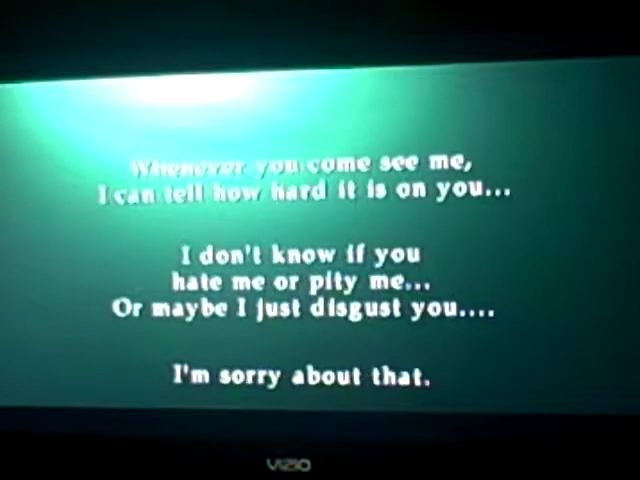 Whenever you come see me,
I can tell how hard it is on you...
I don't know if you
hate me or pity me...
Or maybe I just disgust you....
I'm sorry about that.
VIZIO